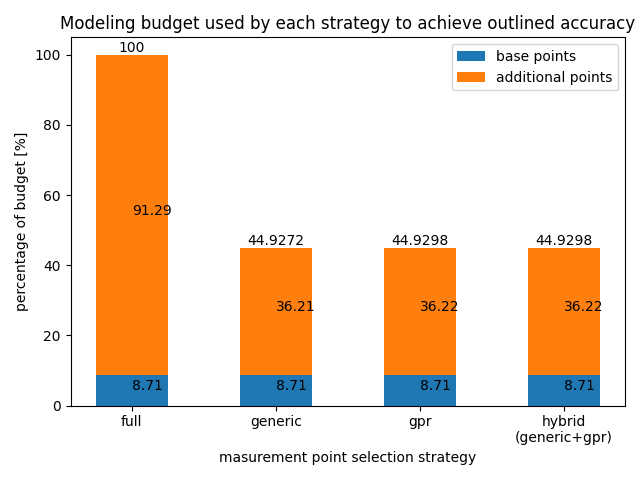 Modeling budget used by each strategy to achieve outlined accuracy
base points
additional points
percentage of budget [%]
100
80
60
40
20
0
100
91.29
8.71
44.9272
36.21
8.71
44.9298
36.22
8.71
44.9298
36.22
8.71
full
generic
gpr
hybrid
(generic+gpr)
masurement point selection strategy